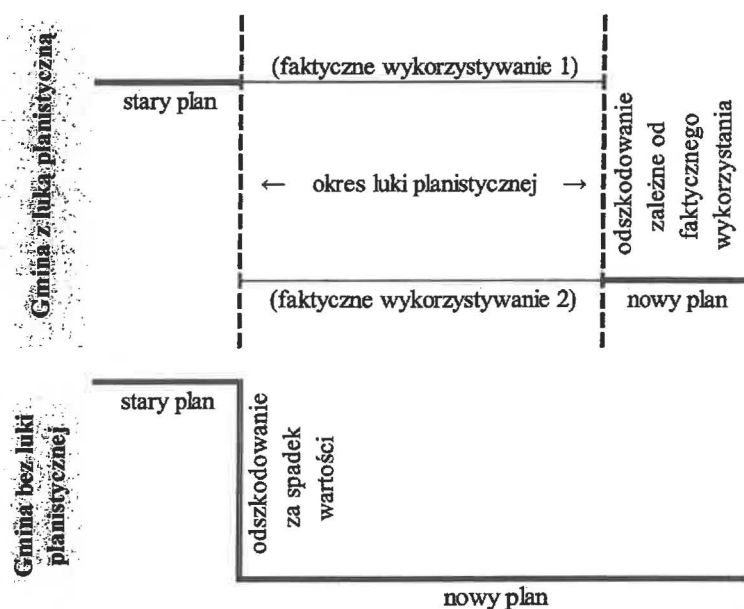 Gmina z luką planistyczną
(faktyczne wykorzystywanie 1)
stary plan
← okres luki planistycznej →
odszkodowanie
zależne od
faktycznego
wykorzystania
(faktyczne wykorzystywanie 2)
nowy plan
Gmina bez luki
planistycznej
stary plan
odszkodowanie
za spadek
wartości
nowy plan